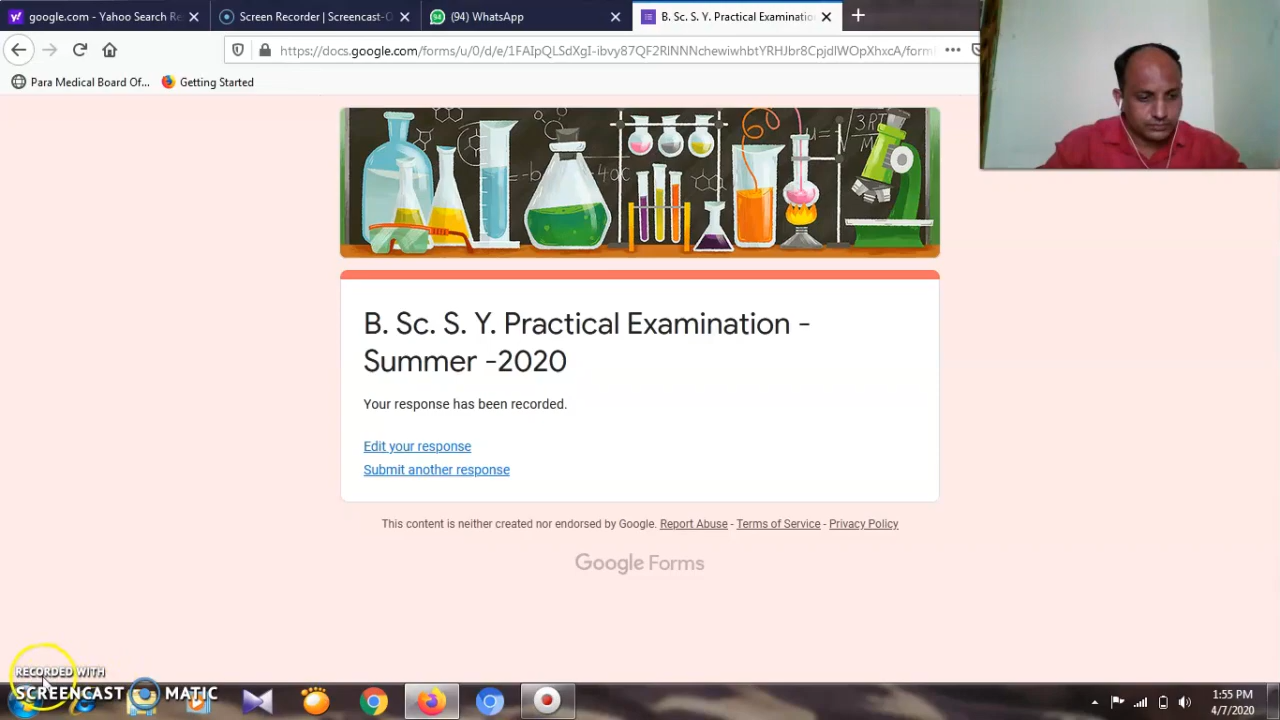 google.com - Yahoo Search Re
Screen Recorder | Screencast-O
(94) WhatsApp
B. Sc. S. Y. Practical Examinatio
https://docs.google.com/forms/u/0/d/e/1FAIpQLSdXgI-ibvy87QF2RlNNNchewiwhbtYRHJbr8CpjdlWOpXhxcA/forml
Para Medical Board Of...
Getting Started
B. Sc. S. Y. Practical Examination -
Summer -2020
Your response has been recorded.
Edit your response
Submit another response
This content is neither created nor endorsed by Google. Report Abuse - Terms of Service - Privacy Policy
Google Forms
RECORDED WITH
SCREENCAST MATIC
1:55 PM
4/7/2020